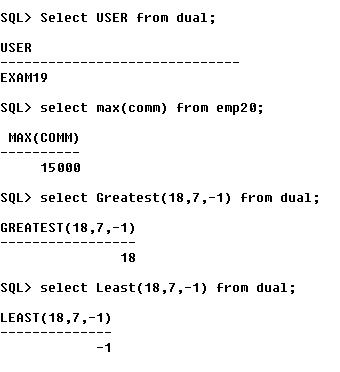 SQL> Select USER from dual;
USER
------------------------------
EXAM19
SQL> select max(comm) from emp20;
MAX(COMM)
----------
15000
SQL> select Greatest(18,7,-1) from dual;
GREATEST(18,7,-1)
-----------------
18
SQL> select Least(18,7,-1) from dual;
LEAST(18,7,-1)
--------------
-1